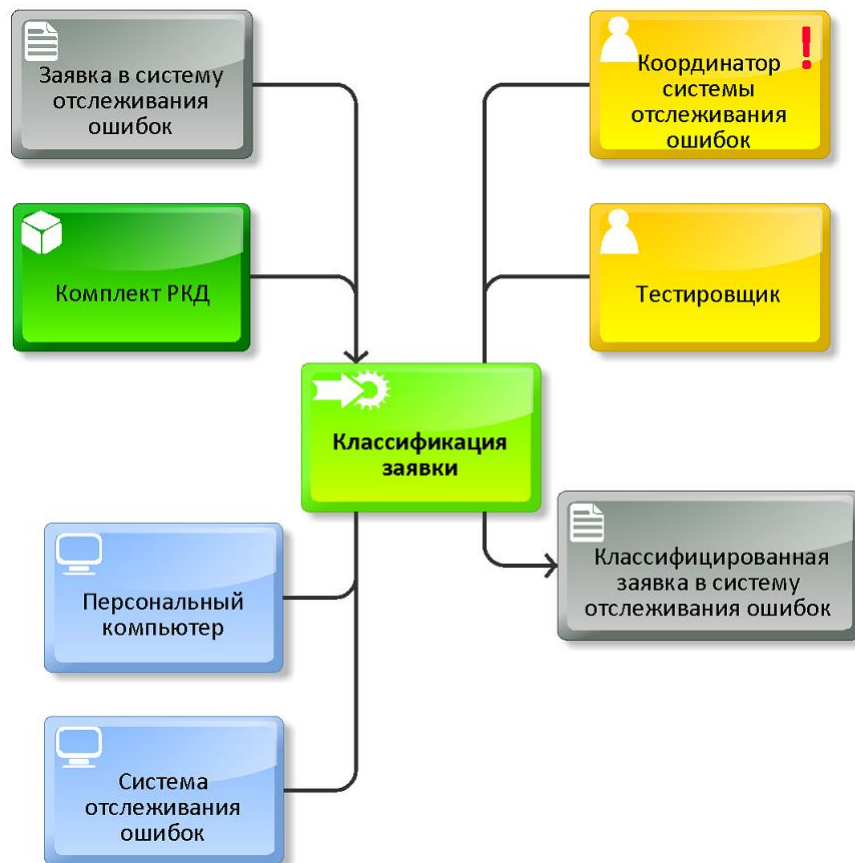 Заявка в систему
отслеживания
ошибок
Координатор
системы
отслеживания
ошибок
!
Комплект РКД
Тестировщик
Классификация
заявки
Классифицированная
заявка в систему
отслеживания ошибок
Персональный
компьютер
Система
отслеживания
ошибок